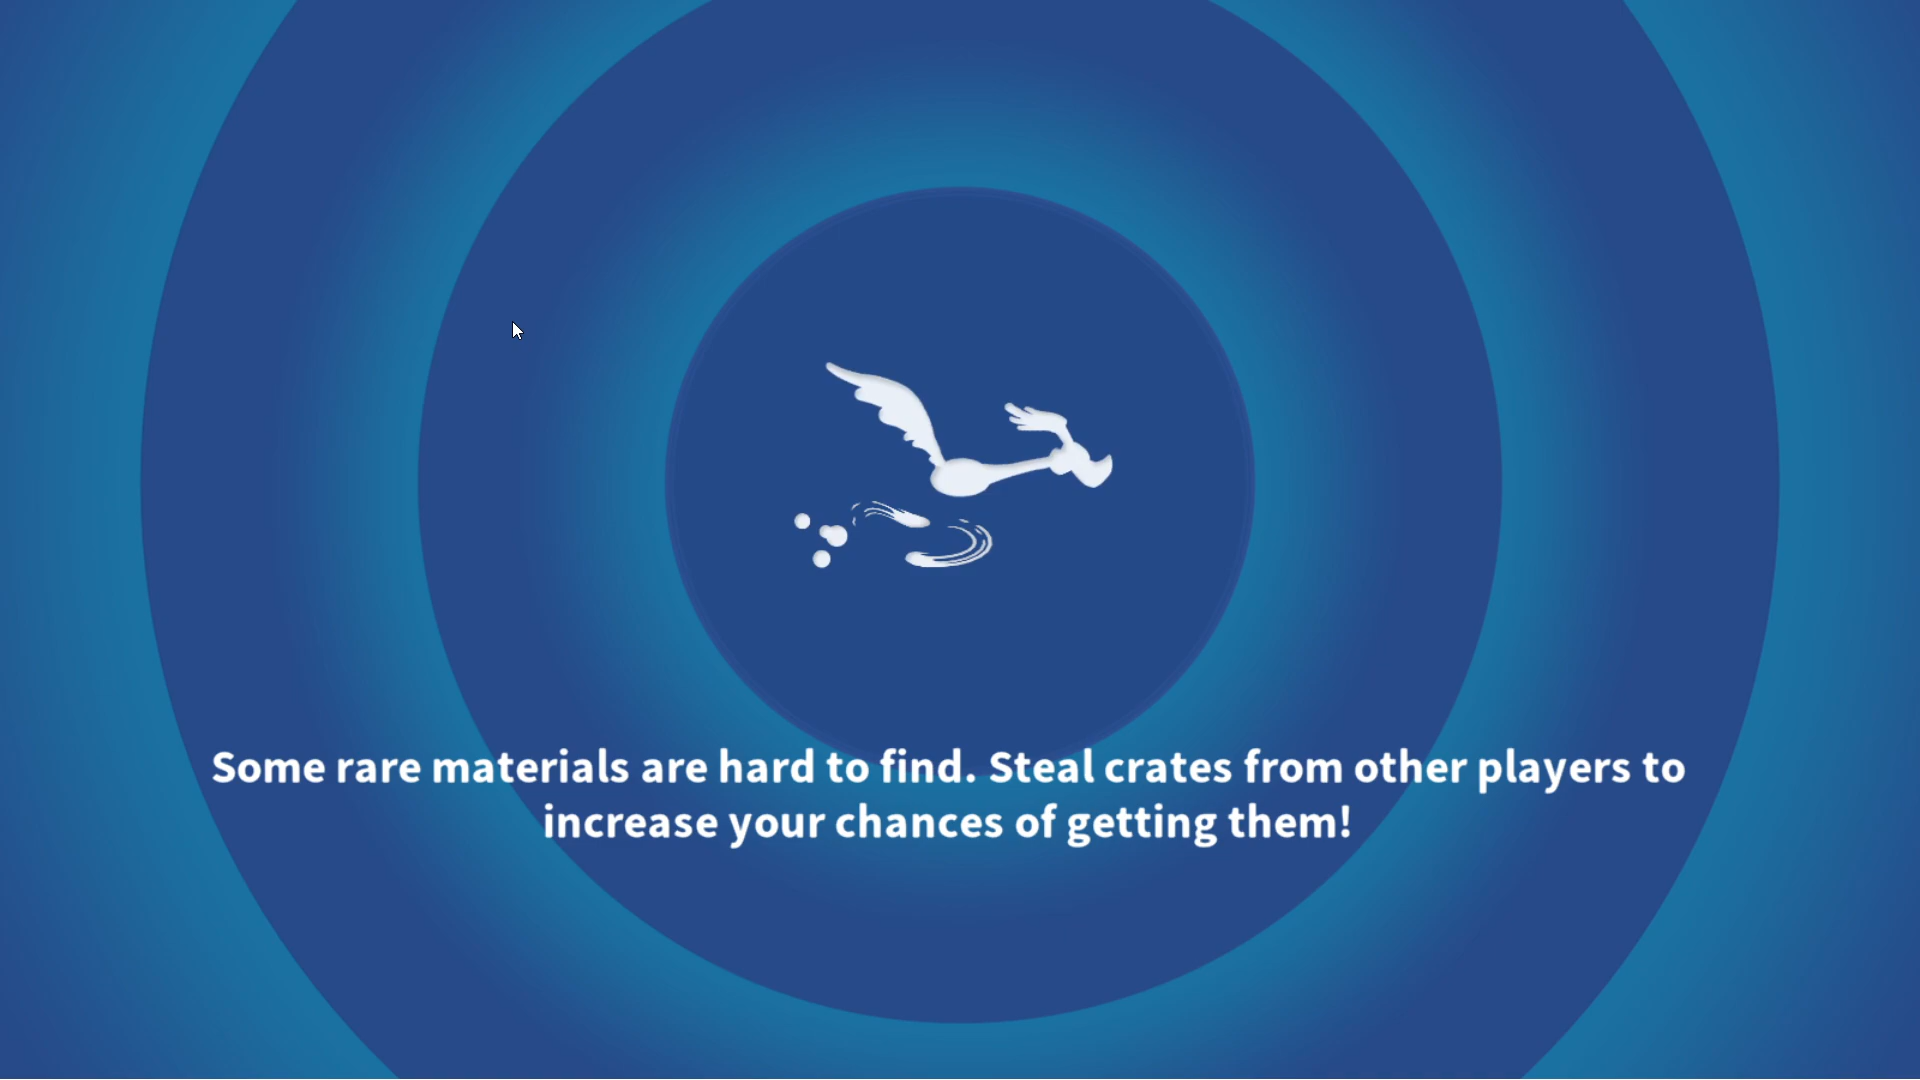 Some rare materials are hard to find. Steal crates from other players to
increase your chances of getting them!